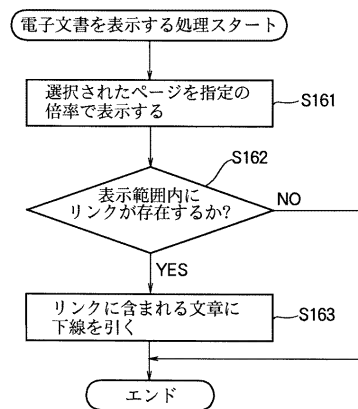 電子文書を表示する処理スタート
選択されたページを指定の
倍率で表示する
S161
S162
表示範囲内に
リンクが存在するか?
NO
YES
リンクに含まれる文章に
下線を引く
S163
エンド